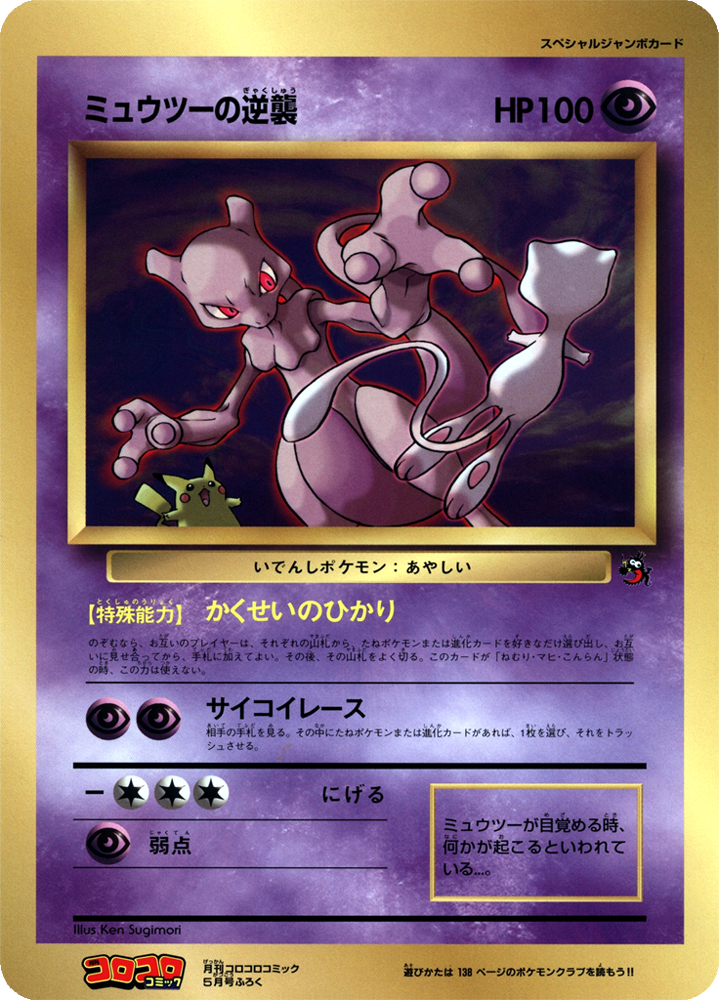 スペシャルジャンボカード
ぎゃくしゅう
ミュウツーの逆襲 HP100
いでんしポケモン：あやしい
とくしゅのうりょく
【特殊能力】 かくせいのひかり
のぞむなら、お互いのプレイヤーは、それぞれの山札から、たねポケモンまたは進化カードを好きなだけ選び出し、お互
いに見せ合ってから、手札に加えてよい。その後、その山札をよく切る。このカードが「ねむり・マヒ・こんらん」状態
の時、この力は使えない。
サイコイレース
相手の手札を見る。その中にたねポケモンまたは進化カードがあれば、1枚を選び、それをトラッ
シュさせる。
− にげる
じゃくてん
弱点
ミュウツーが目覚める時、
何かが起こるといわれて
いる…。
Illus. Ken Sugimori
コロコロ
コミック
げっかん
月刊コロコロコミック
がつごう
5月号ふろく
遊びかたは 138 ページのポケモンクラブを読もう!!